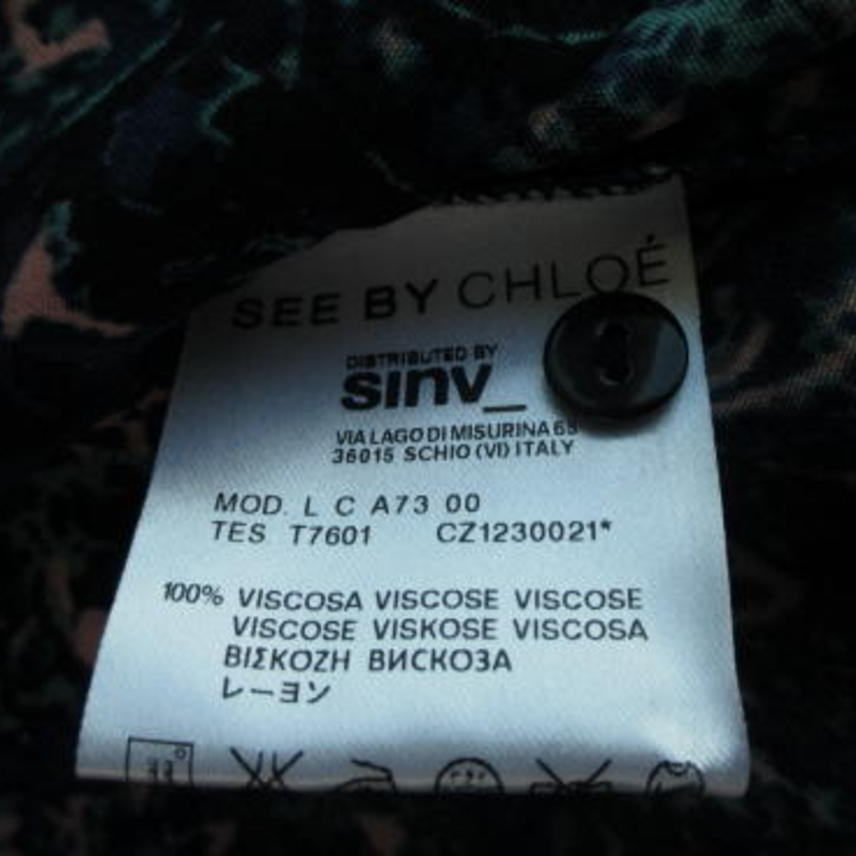 SEE BY CHLOÉ
DISTRIBUTED BY
sinv_
VIA LAGO DI MISURINA
36015 SCHIO (VI) ITALY
MOD. L C A73 00
TES T7601 CZ1230021*
100% VISCOSA VISCOSE VISCOSE
VISCOSE VISKOSE VISCOSA
ΒΙΣΚΟΖΗ ВИСКОЗА
レーヨン